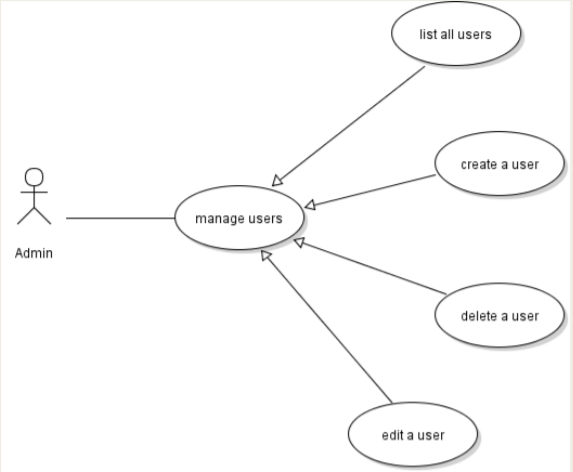 list all users
create a user
manage users
Admin
delete a user
edit a user